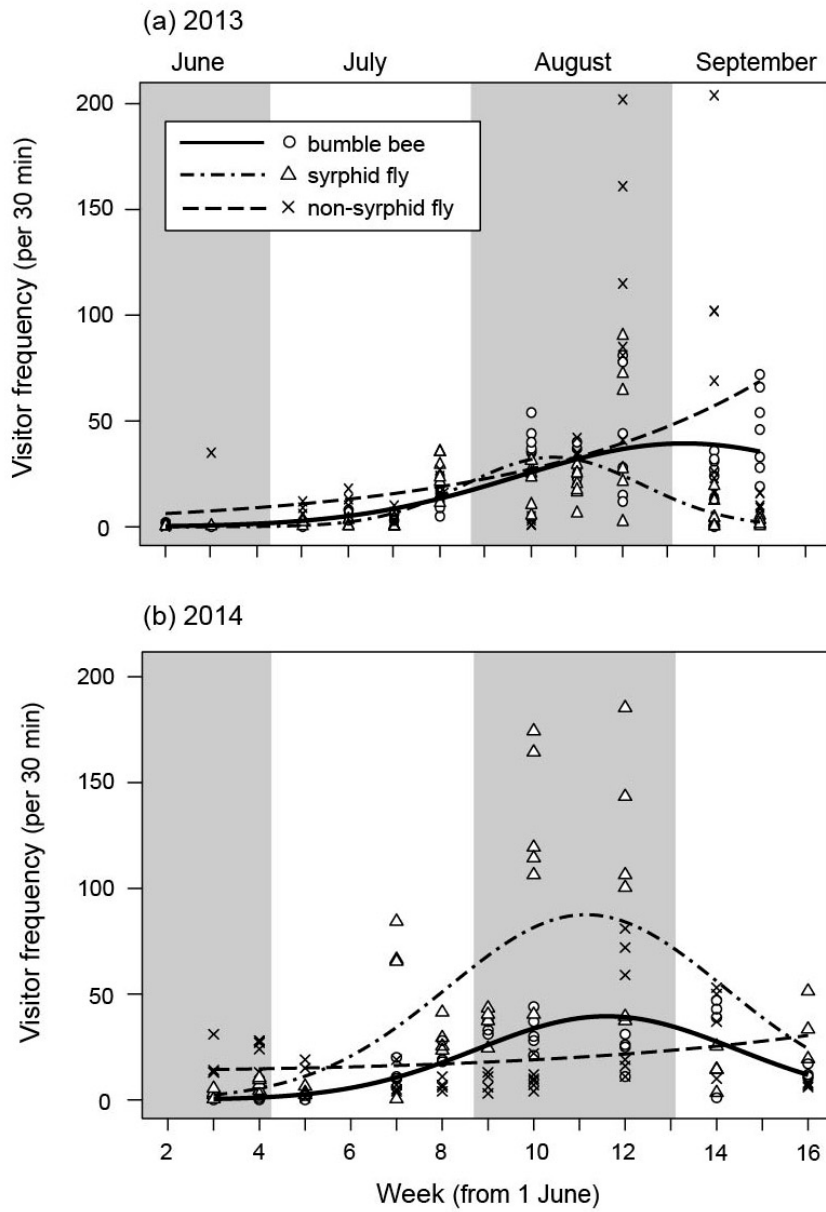 (a) 2013
June July August September
200
150
100
50
0
Visitor frequency (per 30 min)
bumble bee
syrphid fly
non-syrphid fly
(b) 2014
200
150
100
50
0
Visitor frequency (per 30 min)
2 4 6 8 10 12 14 16
Week (from 1 June)